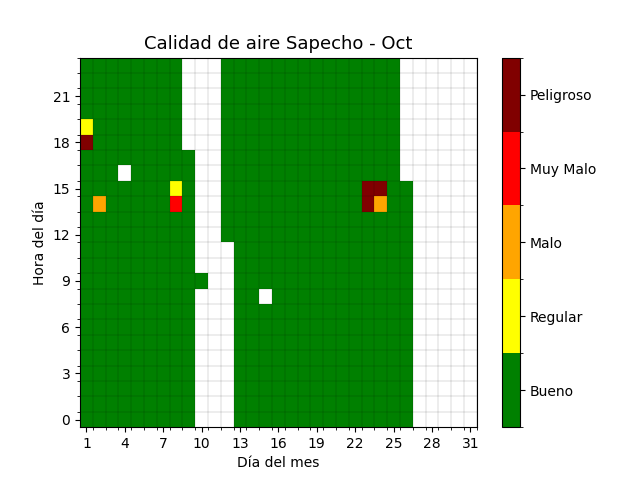 Calidad de aire Sapecho - Oct
Hora del día
21
18
15
12
9
6
3
0
1 4 7 10 13 16 19 22 25 28 31
Día del mes
Peligroso
Muy Malo
Malo
Regular
Bueno